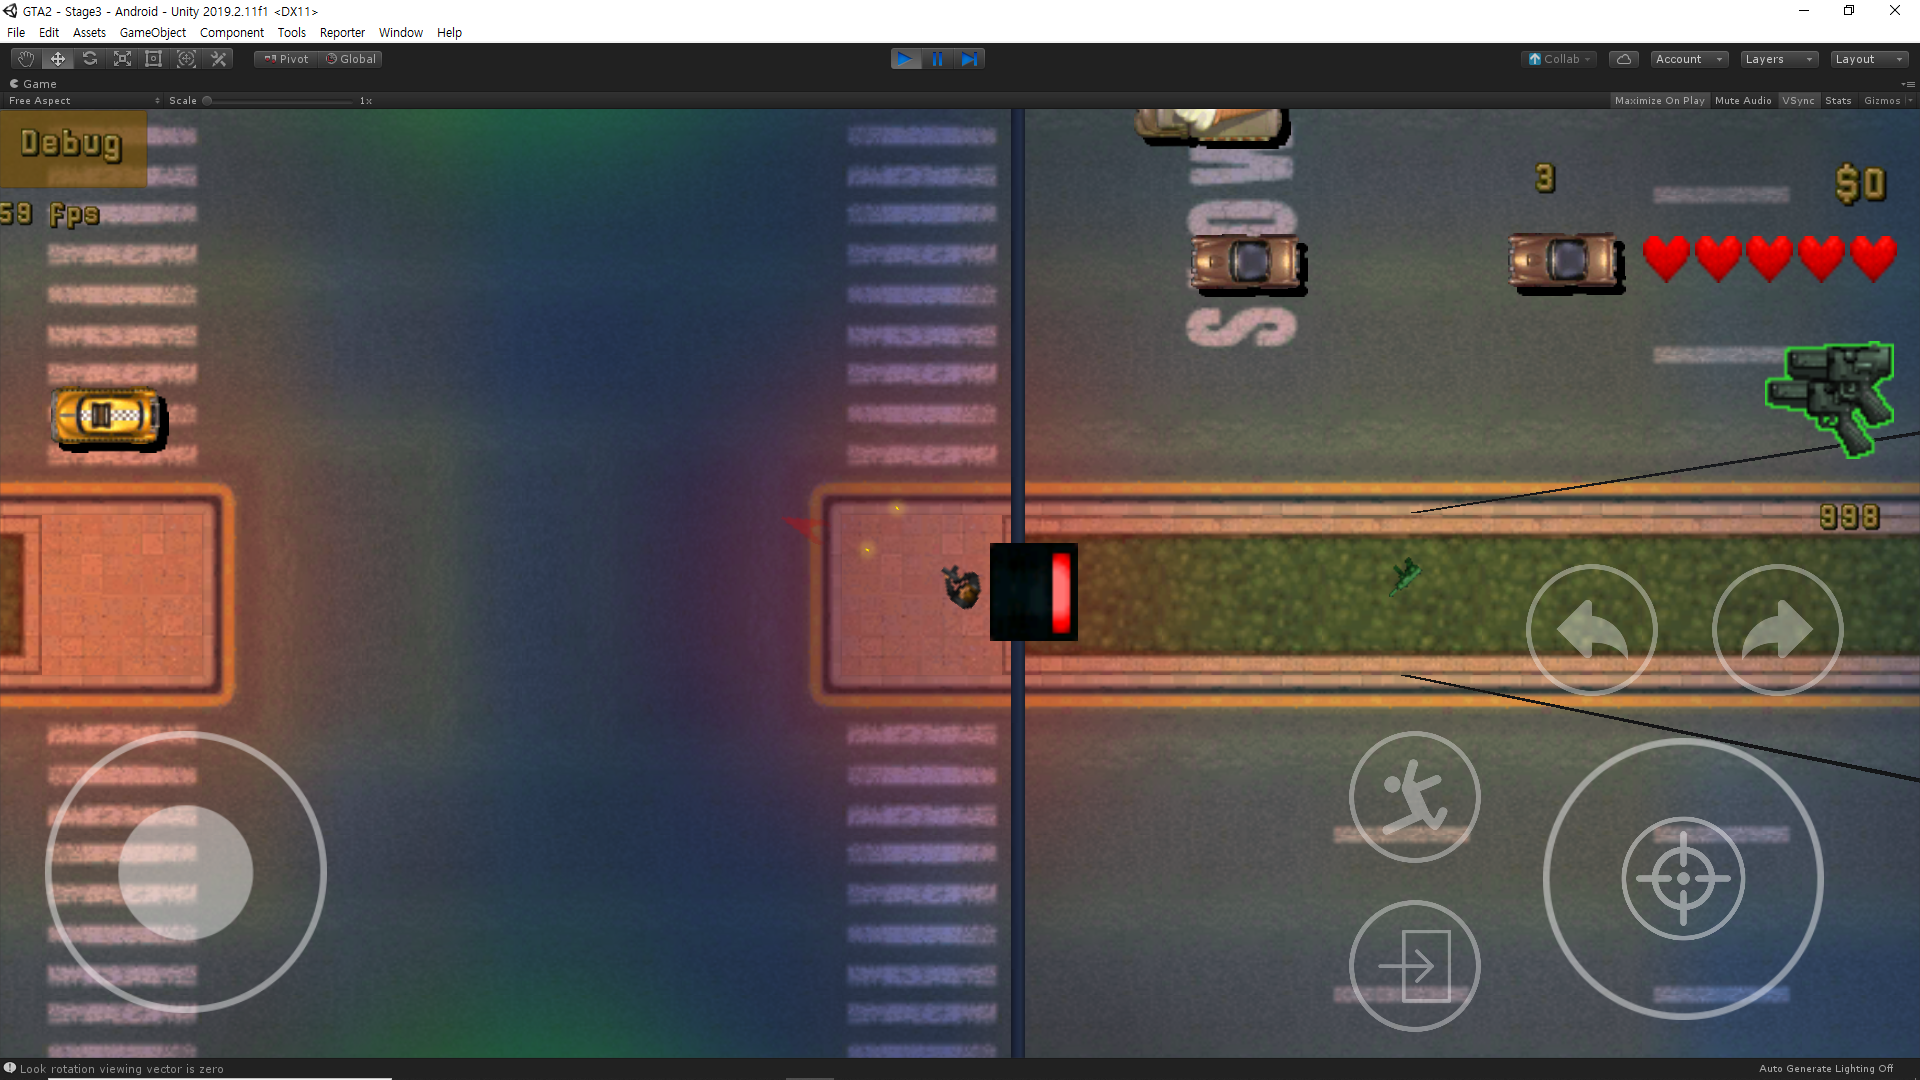 GTA2 - Stage3 - Android - Unity 2019.2.11f1 <DX11>
File Edit Assets GameObject Component Tools Reporter Window Help
Pivot Global Collab Account Layers Layout
Game
Free Aspect Scale 1x Maximize On Play Mute Audio VSync Stats Gizmos
Debug
3 $0
59 fps
SLOW
998
Look rotation viewing vector is zero Auto Generate Lighting Off